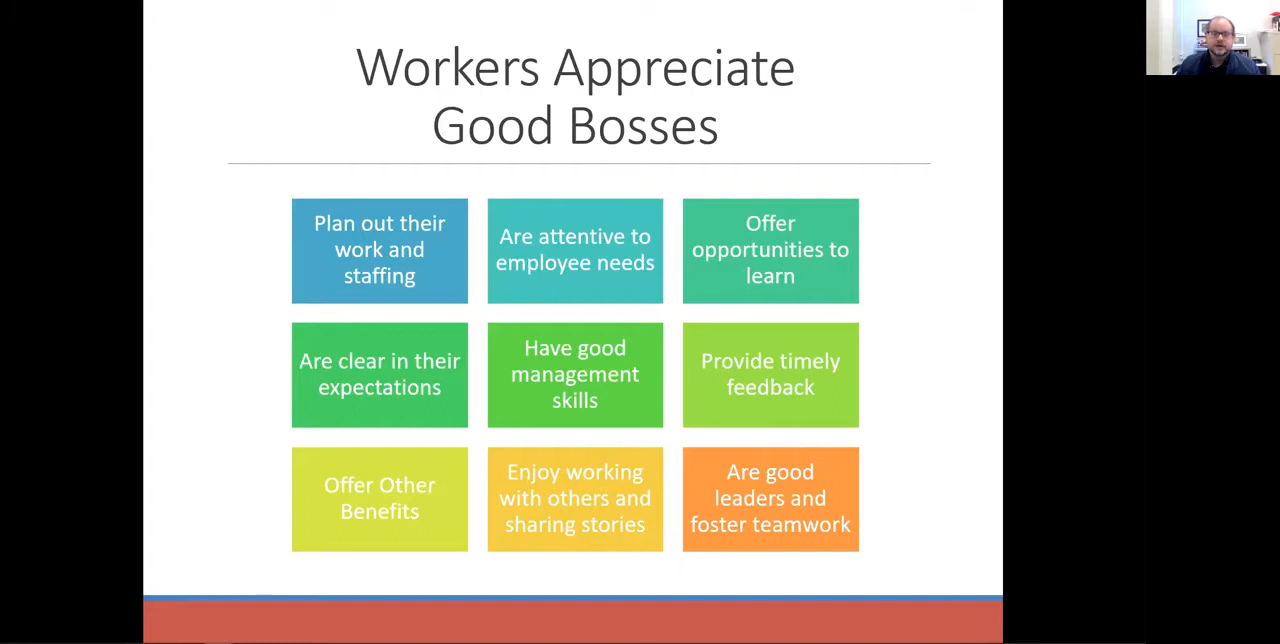 Workers Appreciate
Good Bosses
Plan out their
work and
staffing
Are attentive to
employee needs
Offer
opportunities to
learn
Are clear in their
expectations
Have good
management
skills
Provide timely
feedback
Offer Other
Benefits
Enjoy working
with others and
sharing stories
Are good
leaders and
foster teamwork